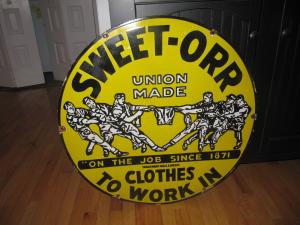 SWEET-ORR
UNION
MADE
"ON THE JOB SINCE 1871
CLOTHES
TO WORK IN